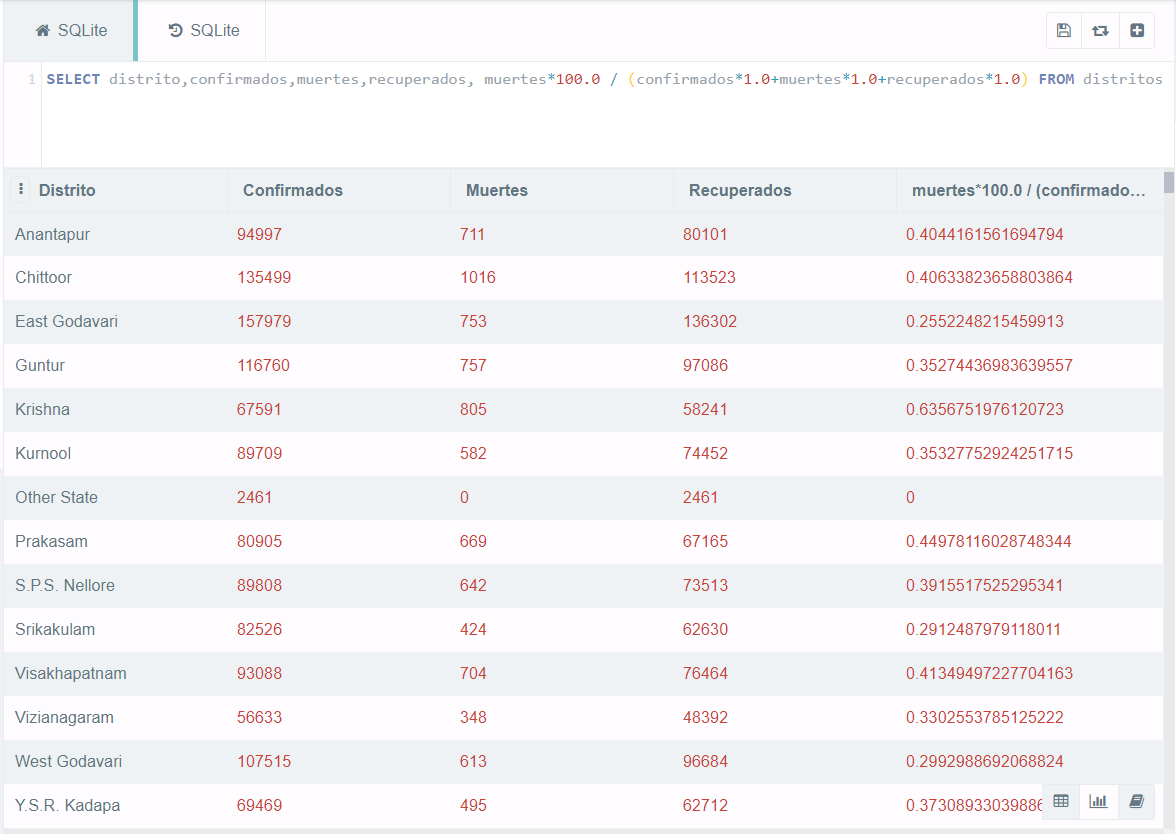 SQLite SQLite
1 SELECT distrito,confirmados,muertes,recuperados, muertes*100.0 / (confirmados*1.0+muertes*1.0+recuperados*1.0) FROM distritos
Distrito Confirmados Muertes Recuperados muertes*100.0 / (confirmado...
Anantapur 94997 711 80101 0.4044161561694794
Chittoor 135499 1016 113523 0.40633823658803864
East Godavari 157979 753 136302 0.2552248215459913
Guntur 116760 757 97086 0.35274436983639557
Krishna 67591 805 58241 0.6356751976120723
Kurnool 89709 582 74452 0.35327752924251715
Other State 2461 0 2461 0
Prakasam 80905 669 67165 0.44978116028748344
S.P.S. Nellore 89808 642 73513 0.3915517525295341
Srikakulam 82526 424 62630 0.2912487979118011
Visakhapatnam 93088 704 76464 0.41349497227704163
Vizianagaram 56633 348 48392 0.3302553785125222
West Godavari 107515 613 96684 0.2992988692068824
Y.S.R. Kadapa 69469 495 62712